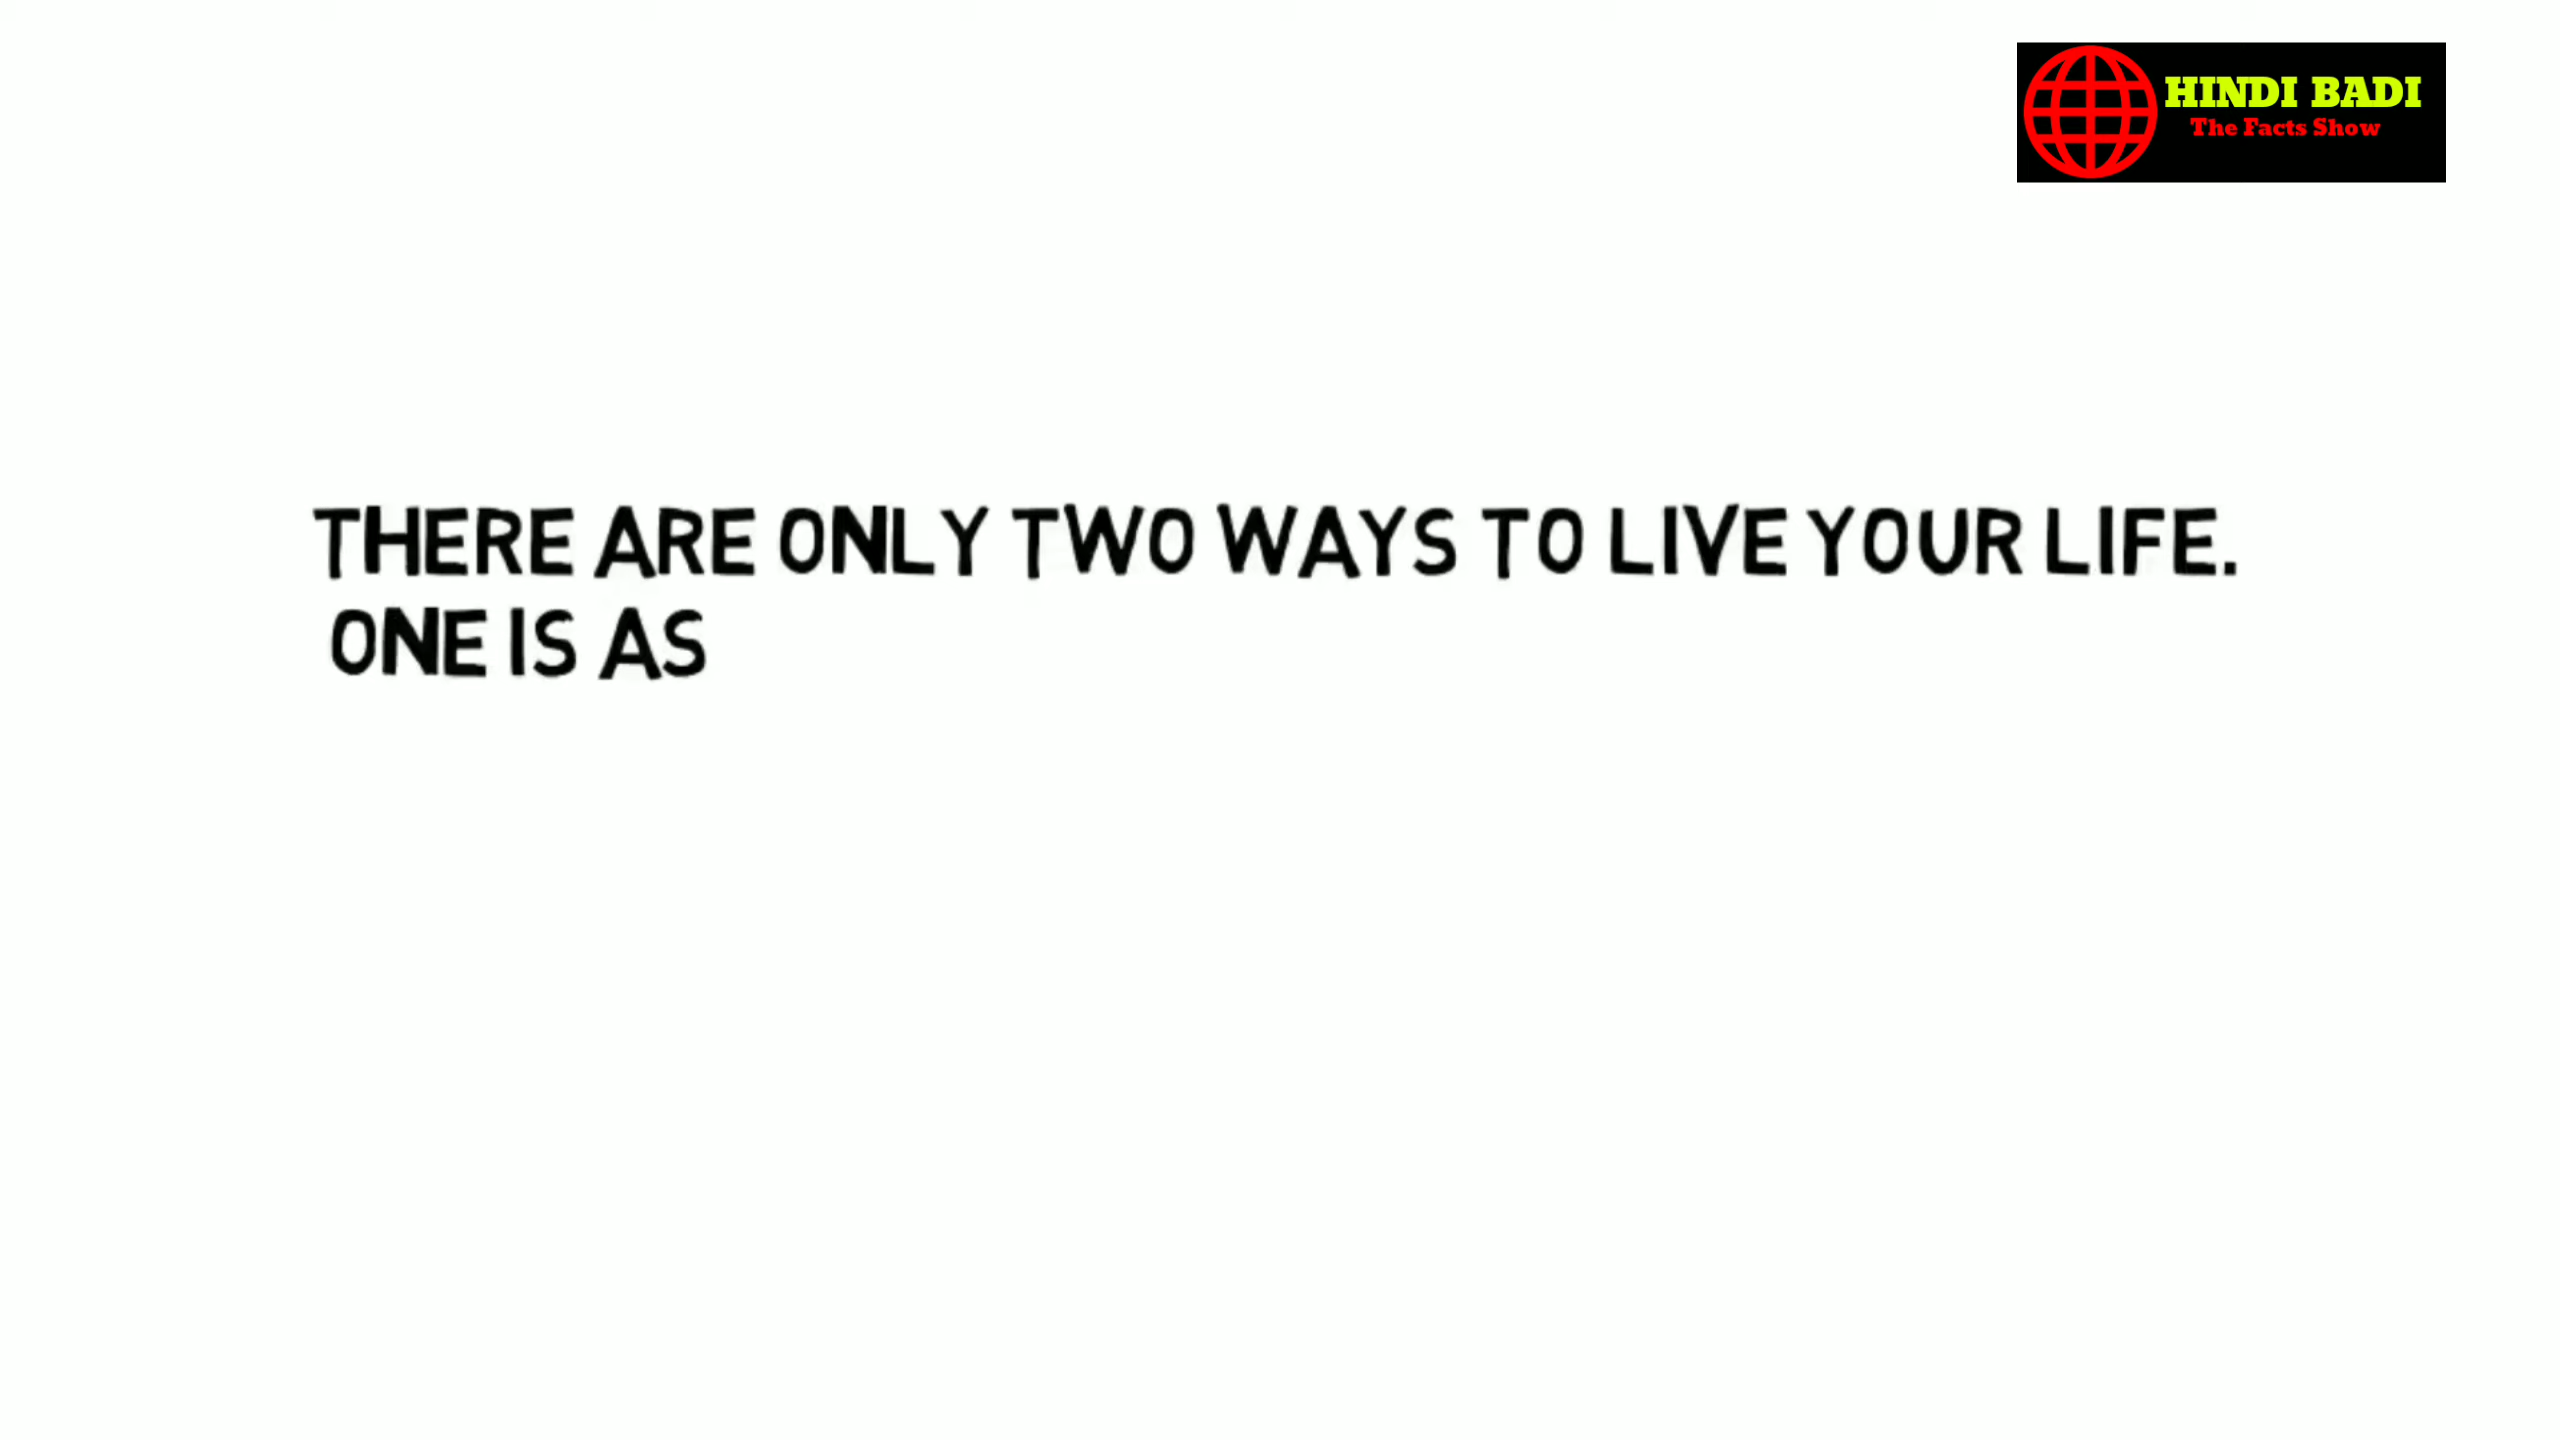 HINDI BADI
The Facts Show
THERE ARE ONLY TWO WAYS TO LIVE YOUR LIFE.
ONE IS AS